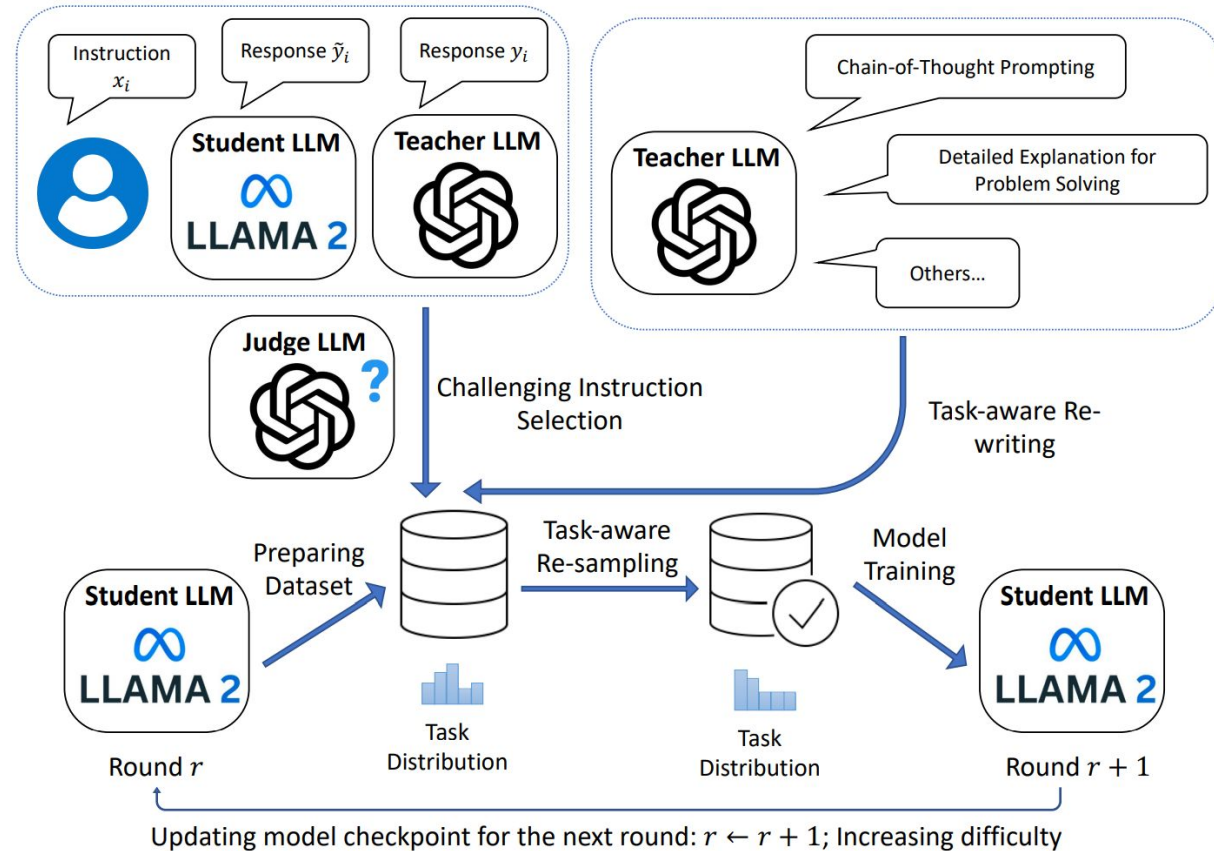 Instruction
x_i
Response ỹ_i
Response y_i
Student LLM
LLAMA 2
Teacher LLM
Chain-of-Thought Prompting
Teacher LLM
Detailed Explanation for
Problem Solving
Others...
Judge LLM
?
Challenging Instruction
Selection
Task-aware Re-
writing
Preparing
Dataset
Task-aware
Re-sampling
Model
Training
Student LLM
LLAMA 2
Round r
Task
Distribution
Task
Distribution
Student LLM
LLAMA 2
Round r + 1
Updating model checkpoint for the next round: r ← r + 1; Increasing difficulty